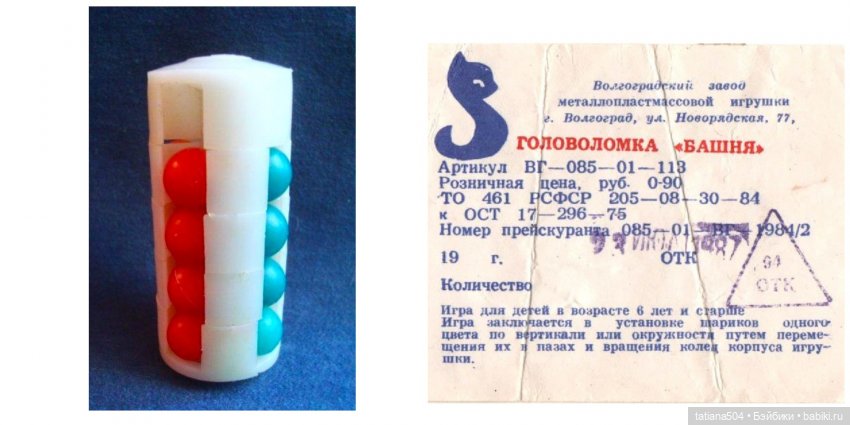 Волгоградский завод
металлопластмассовой игрушки
г. Волгоград, ул. Новорядская, 77,
ГОЛОВОЛОМКА «БАШНЯ»
Артикул ВГ—085—01—113
Розничная цена, руб. 0-90
ТО 461 РСФСР 205—08—30—84
к ОСТ 17—296—75
Номер прейскуранта 085—01—ВГ—1984/2
19 г. ОТК
94
ОТК
Количество
Игра для детей в возрасте 6 лет и старше
Игра заключается в установке шариков одного
цвета по вертикали или окружности путем переме-
щения их в пазах и вращения колец корпуса игру-
шки.
tatiana504 • Бэйбики • babiki.ru